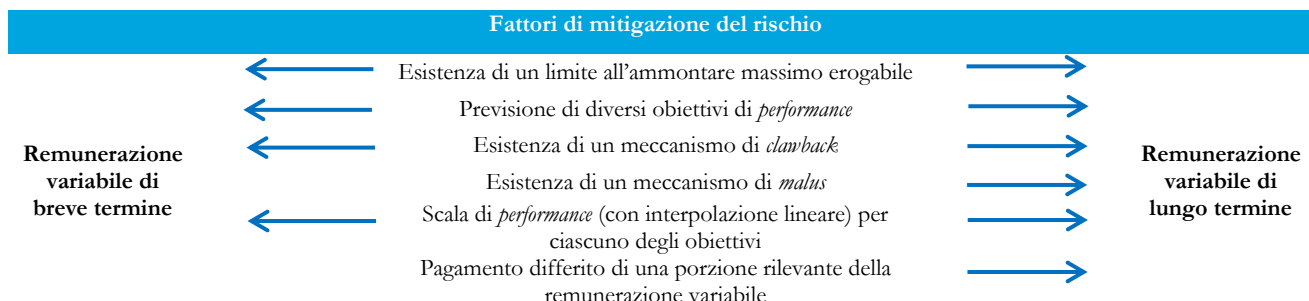 Fattori di mitigazione del rischio
Esistenza di un limite all’ammontare massimo erogabile
Previsione di diversi obiettivi di performance
Esistenza di un meccanismo di clawback
Esistenza di un meccanismo di malus
Scala di performance (con interpolazione lineare) per
ciascuno degli obiettivi
Pagamento differito di una porzione rilevante della
remunerazione variabile
Remunerazione
variabile di
breve termine
Remunerazione
variabile di
lungo termine